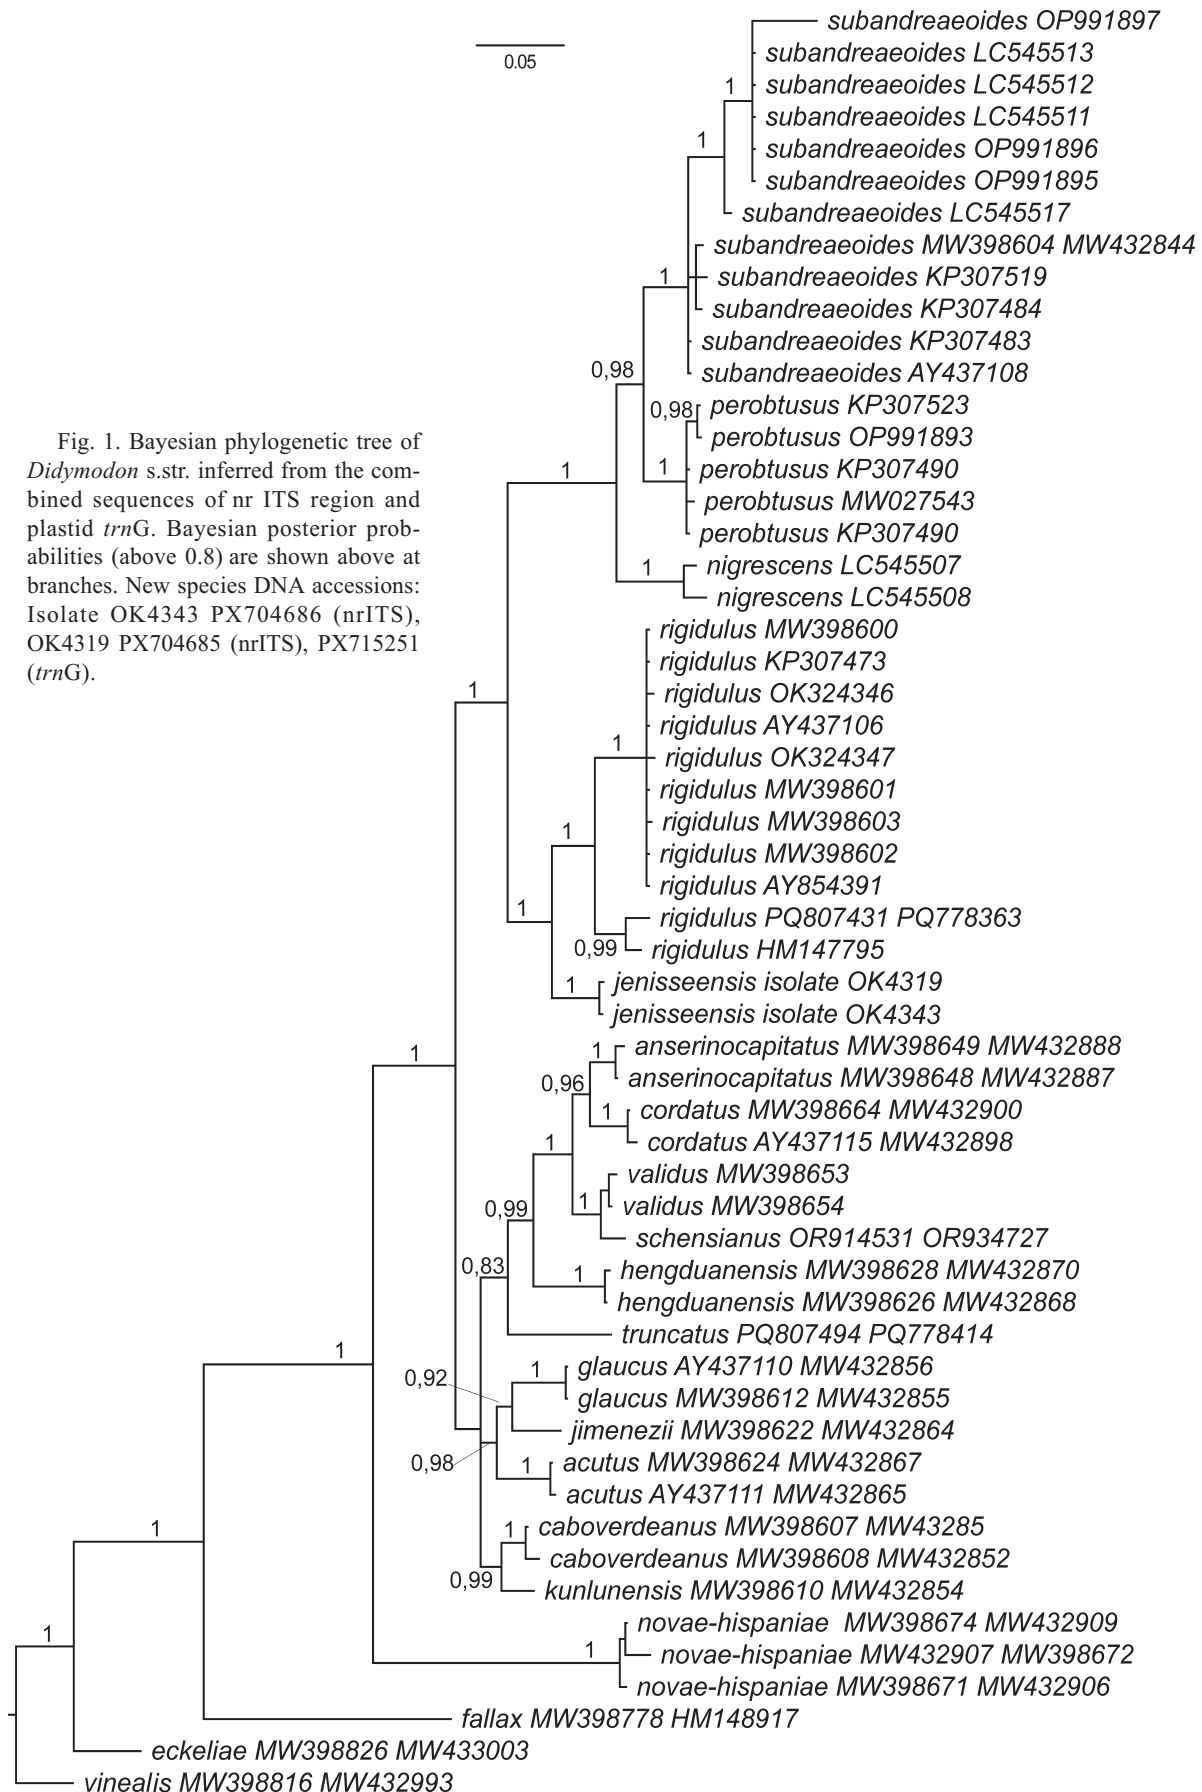 subandreaeoides OP991897
0.05
subandreaeoides LC545513
1
subandreaeoides LC545512
subandreaeoides LC545511
1
subandreaeoides OP991896
subandreaeoides OP991895
subandreaeoides LC545517
subandreaeoides MW398604 MW432844
1
subandreaeoides KP307519
subandreaeoides KP307484
subandreaeoides KP307483
0,98
subandreaeoides AY437108
0,98
perobtusus KP307523
perobtusus OP991893
1
1
perobtusus KP307490
perobtusus MW027543
perobtusus KP307490
1
nigrescens LC545507
nigrescens LC545508
Fig. 1. Bayesian phylogenetic tree of
Didymodon s.str. inferred from the com-
bined sequences of nr ITS region and
plastid trnG. Bayesian posterior prob-
abilities (above 0.8) are shown above at
branches. New species DNA accessions:
Isolate OK4343 PX704686 (nrITS),
OK4319 PX704685 (nrITS), PX715251
(trnG).
rigidulus MW398600
rigidulus KP307473
1
rigidulus OK324346
rigidulus AY437106
1
rigidulus OK324347
rigidulus MW398601
rigidulus MW398603
1
rigidulus MW398602
rigidulus AY854391
1
rigidulus PQ807431 PQ778363
0,99
rigidulus HM147795
1
jenisseensis isolate OK4319
jenisseensis isolate OK4343
1
1
anserinocapitatus MW398649 MW432888
0,96
anserinocapitatus MW398648 MW432887
1
cordatus MW398664 MW432900
1
cordatus AY437115 MW432898
validus MW398653
1
validus MW398654
0,99
schensianus OR914531 OR934727
0,83
1
hengduanensis MW398628 MW432870
hengduanensis MW398626 MW432868
truncatus PQ807494 PQ778414
1
1
glaucus AY437110 MW432856
0,92
glaucus MW398612 MW432855
jimenezii MW398622 MW432864
0,98
1
acutus MW398624 MW432867
acutus AY437111 MW432865
1
1
caboverdeanus MW398607 MW43285
caboverdeanus MW398608 MW432852
0,99
kunlunensis MW398610 MW432854
1
1
novae-hispaniae MW398674 MW432909
novae-hispaniae MW432907 MW398672
novae-hispaniae MW398671 MW432906
fallax MW398778 HM148917
eckeliae MW398826 MW433003
vinealis MW398816 MW432993